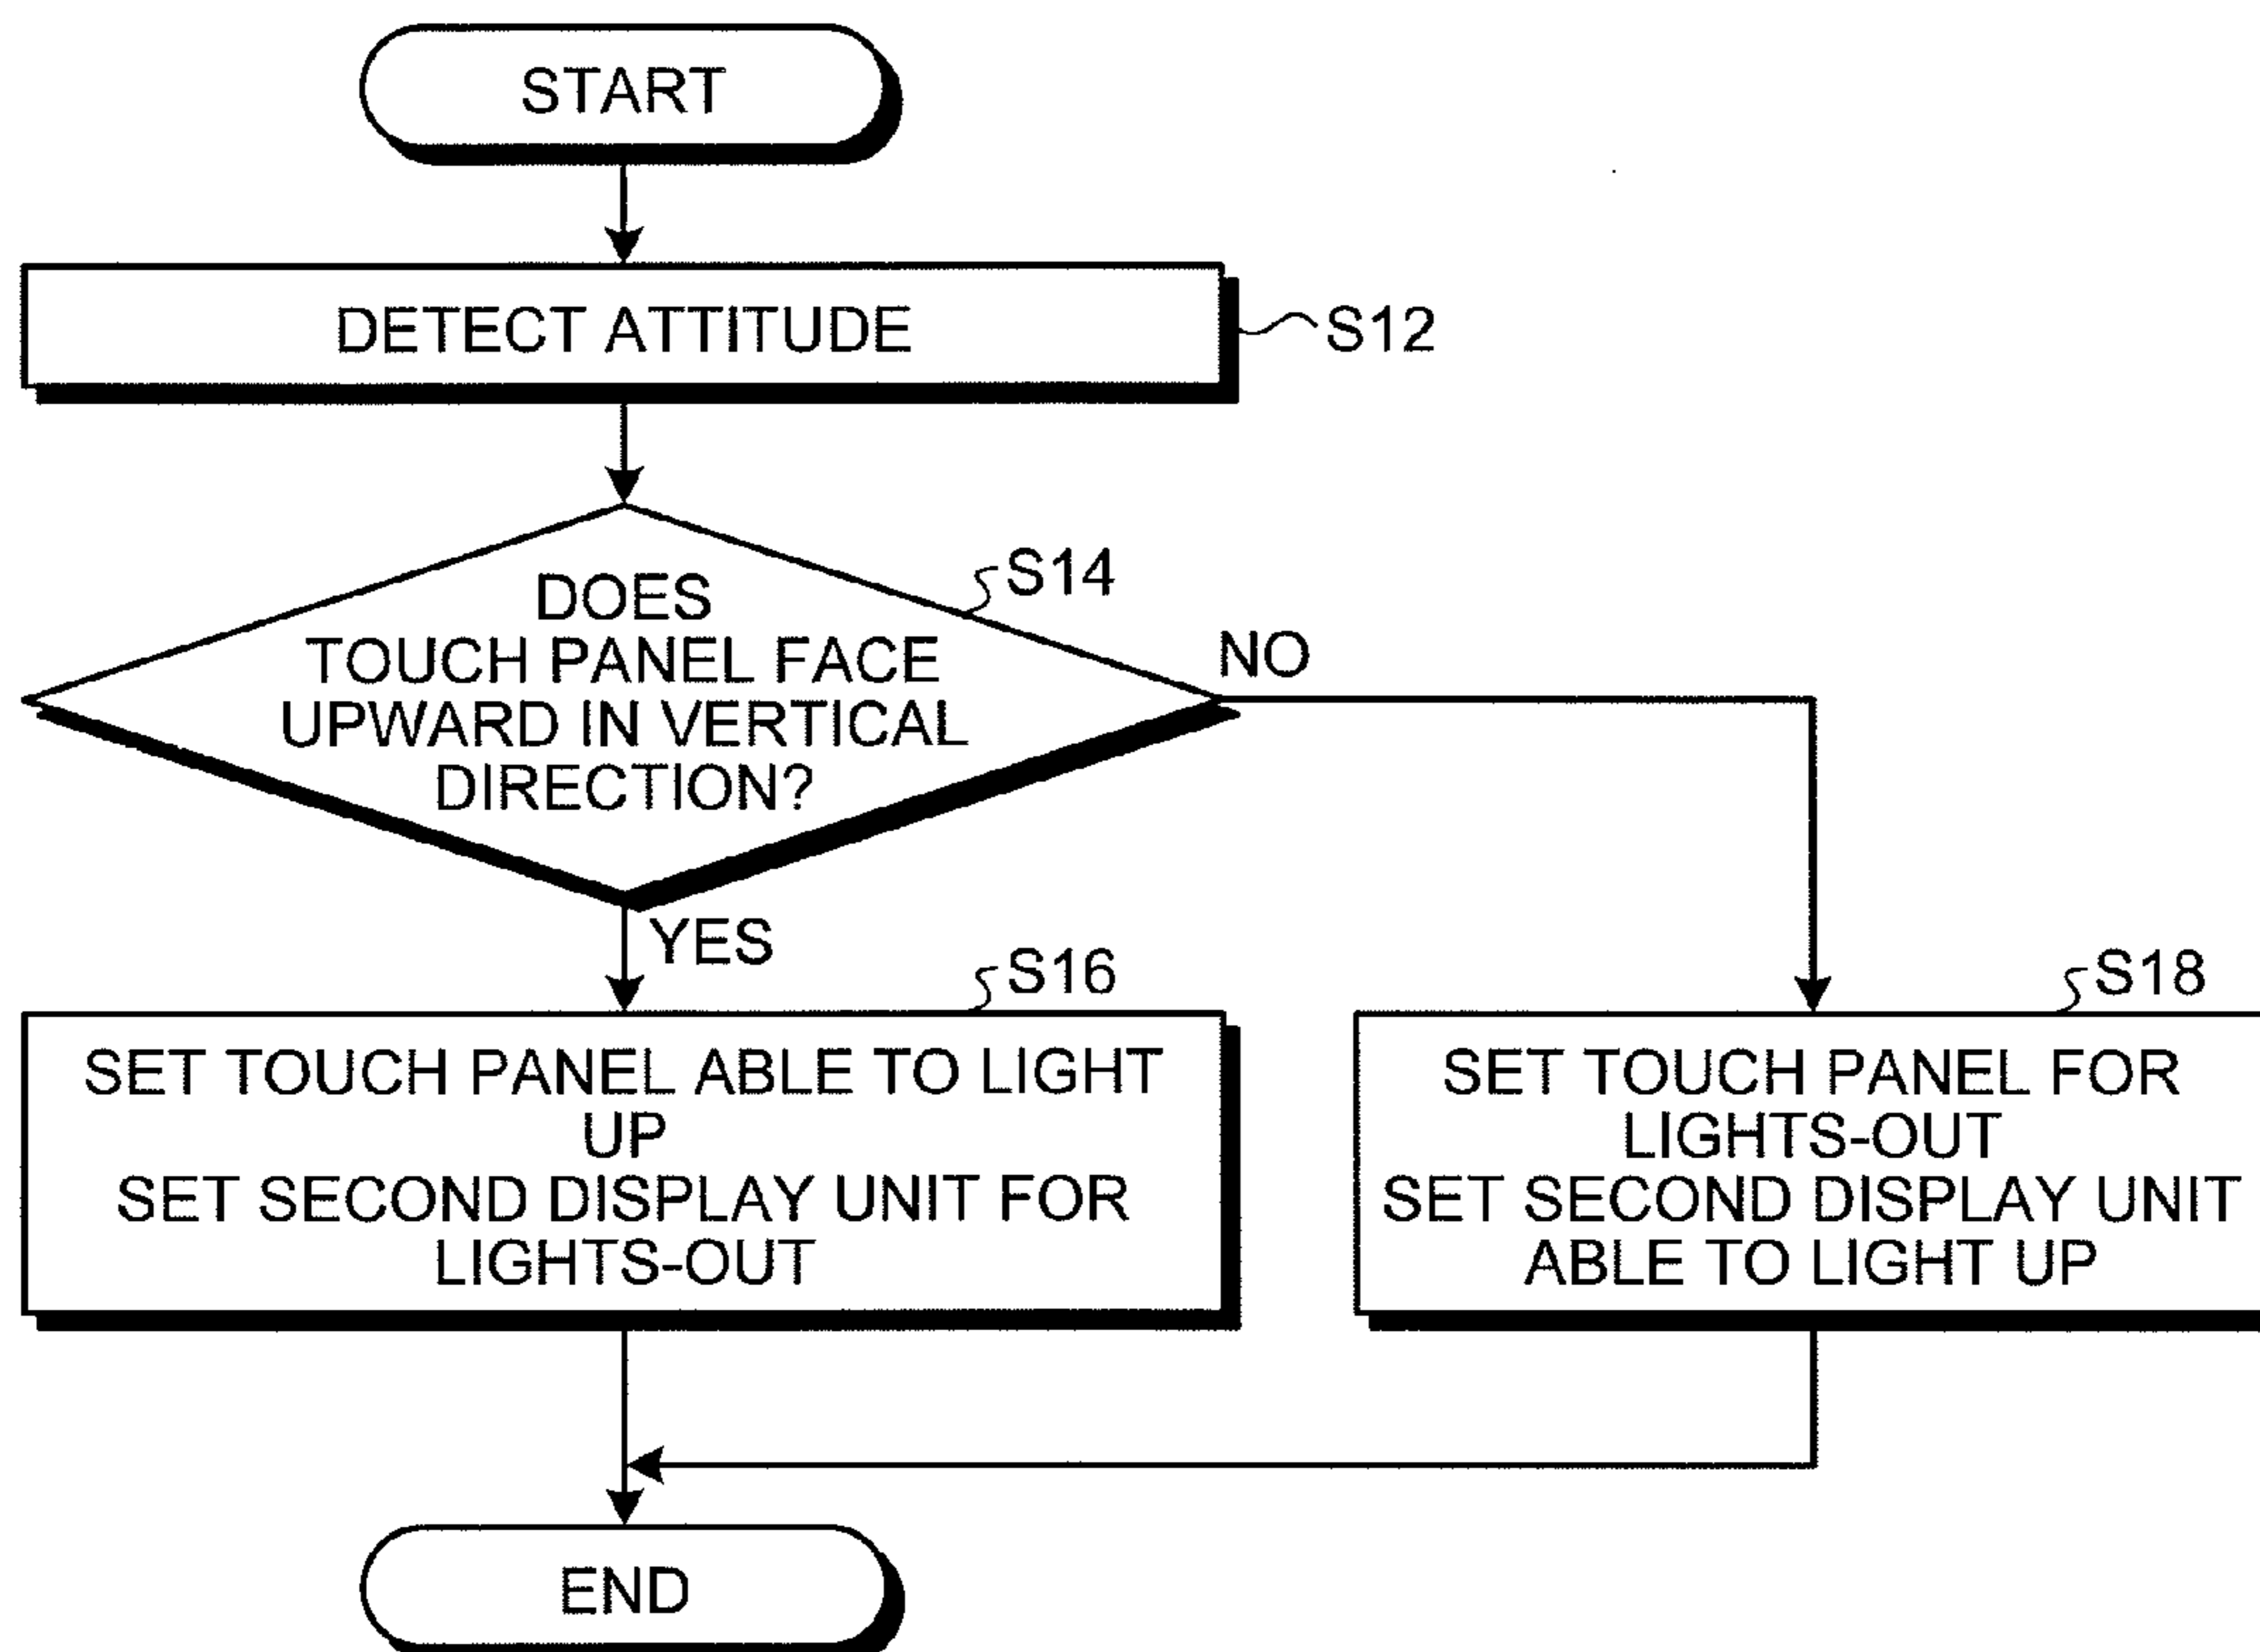 START
DETECT ATTITUDE
S12
S14
DOES
TOUCH PANEL FACE
UPWARD IN VERTICAL
DIRECTION?
NO
YES
S16
SET TOUCH PANEL ABLE TO LIGHT
UP
SET SECOND DISPLAY UNIT FOR
LIGHTS-OUT
S18
SET TOUCH PANEL FOR
LIGHTS-OUT
SET SECOND DISPLAY UNIT
ABLE TO LIGHT UP
END